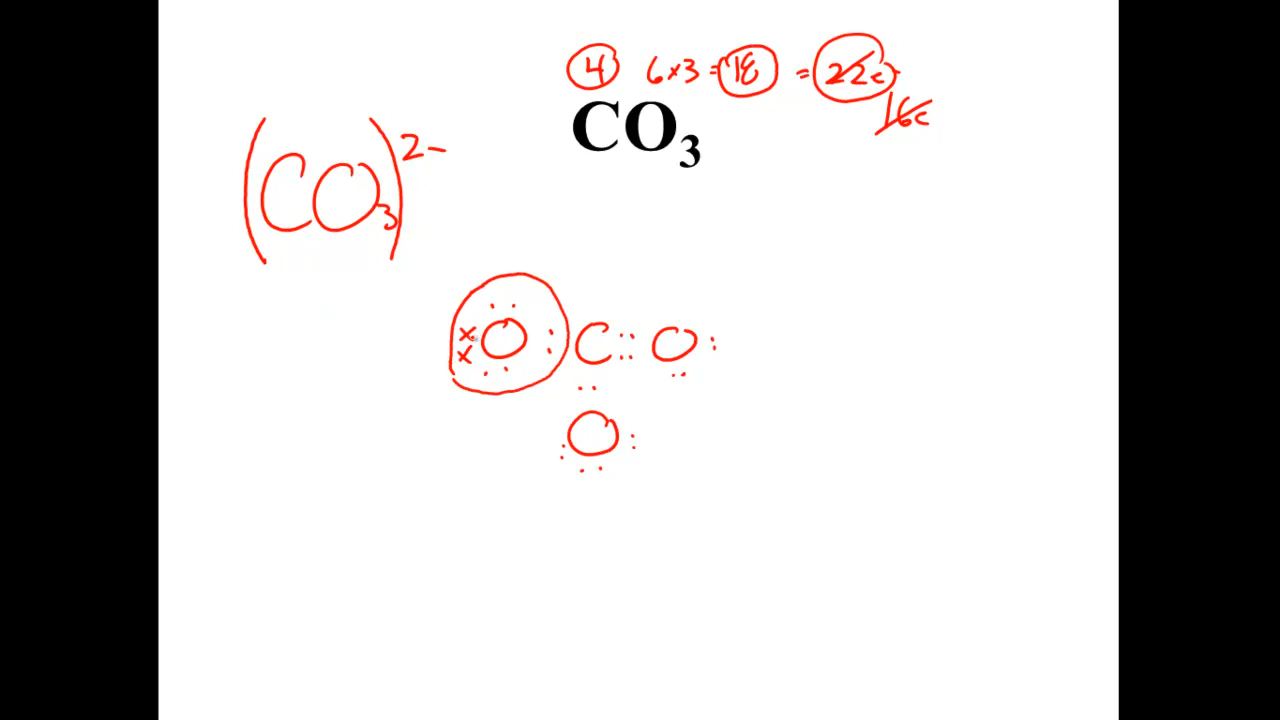 4 6×3 = 18 = 22e-
16e
CO₃
(CO₃)²⁻
:
x O : C :: O :
x
..
: O :
..